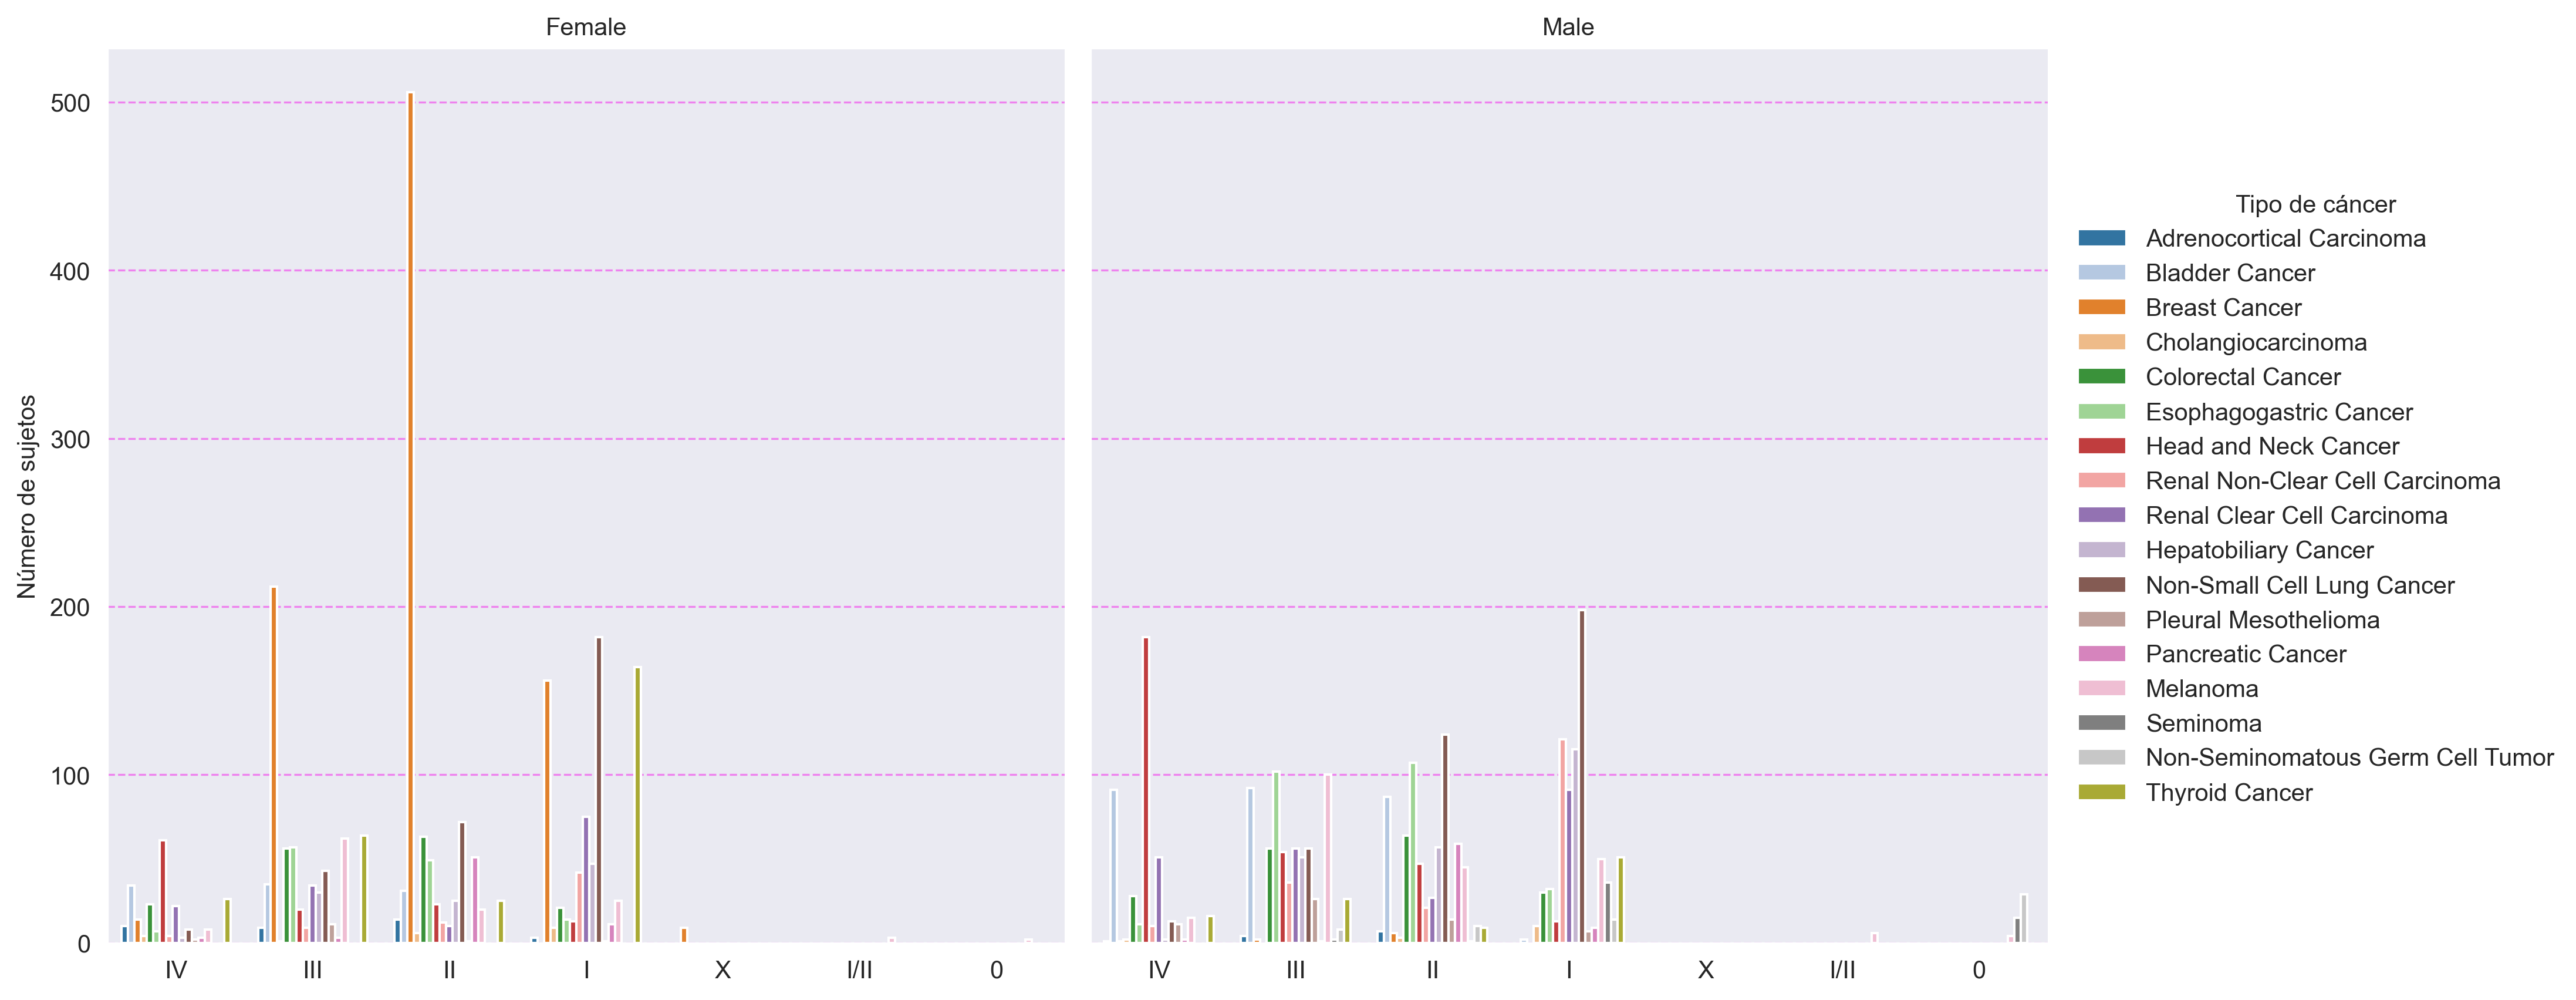 Female
Male
Número de sujetos
500
400
300
200
100
0
IV III II I X I/II 0
IV III II I X I/II 0
Tipo de cáncer
Adrenocortical Carcinoma
Bladder Cancer
Breast Cancer
Cholangiocarcinoma
Colorectal Cancer
Esophagogastric Cancer
Head and Neck Cancer
Renal Non-Clear Cell Carcinoma
Renal Clear Cell Carcinoma
Hepatobiliary Cancer
Non-Small Cell Lung Cancer
Pleural Mesothelioma
Pancreatic Cancer
Melanoma
Seminoma
Non-Seminomatous Germ Cell Tumor
Thyroid Cancer